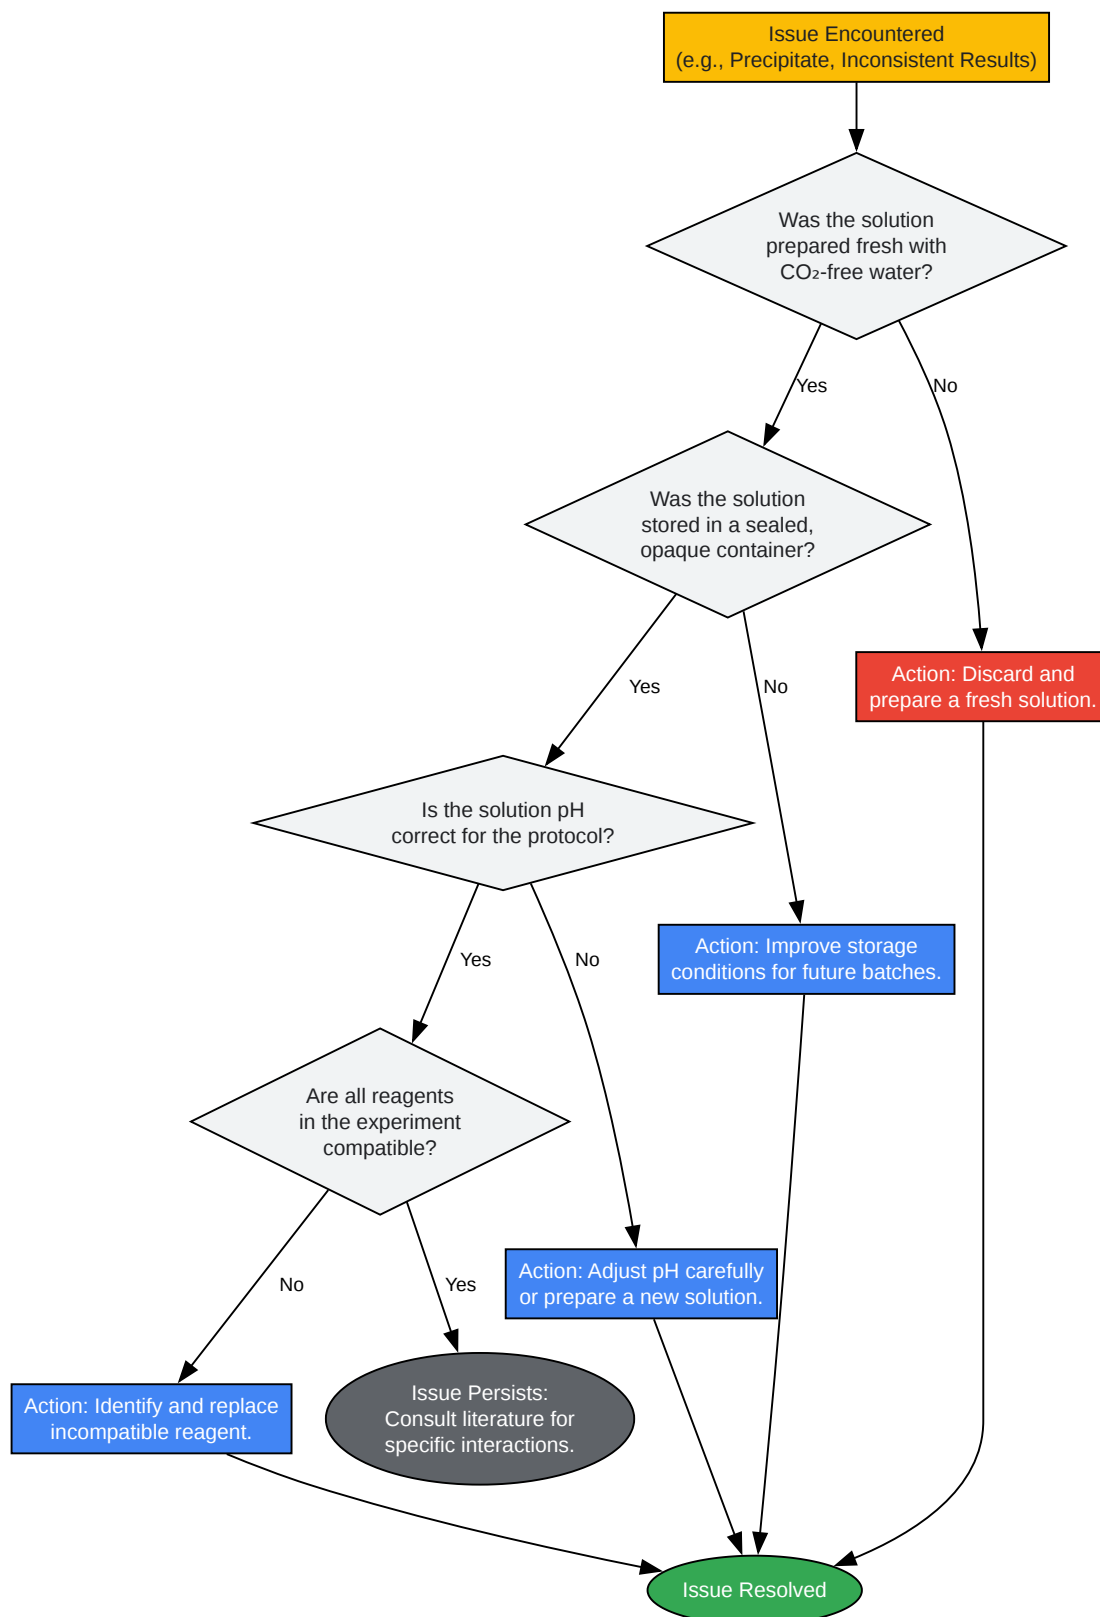 Issue Encountered
(e.g., Precipitate, Inconsistent Results)
Was the solution
prepared fresh with
CO₂-free water?
Yes
No
Was the solution
stored in a sealed,
opaque container?
Yes
No
Action: Discard and
prepare a fresh solution.
Is the solution pH
correct for the protocol?
Yes
No
Action: Improve storage
conditions for future batches.
Are all reagents
in the experiment
compatible?
No
Yes
Action: Adjust pH carefully
or prepare a new solution.
Action: Identify and replace
incompatible reagent.
Issue Persists:
Consult literature for
specific interactions.
Issue Resolved